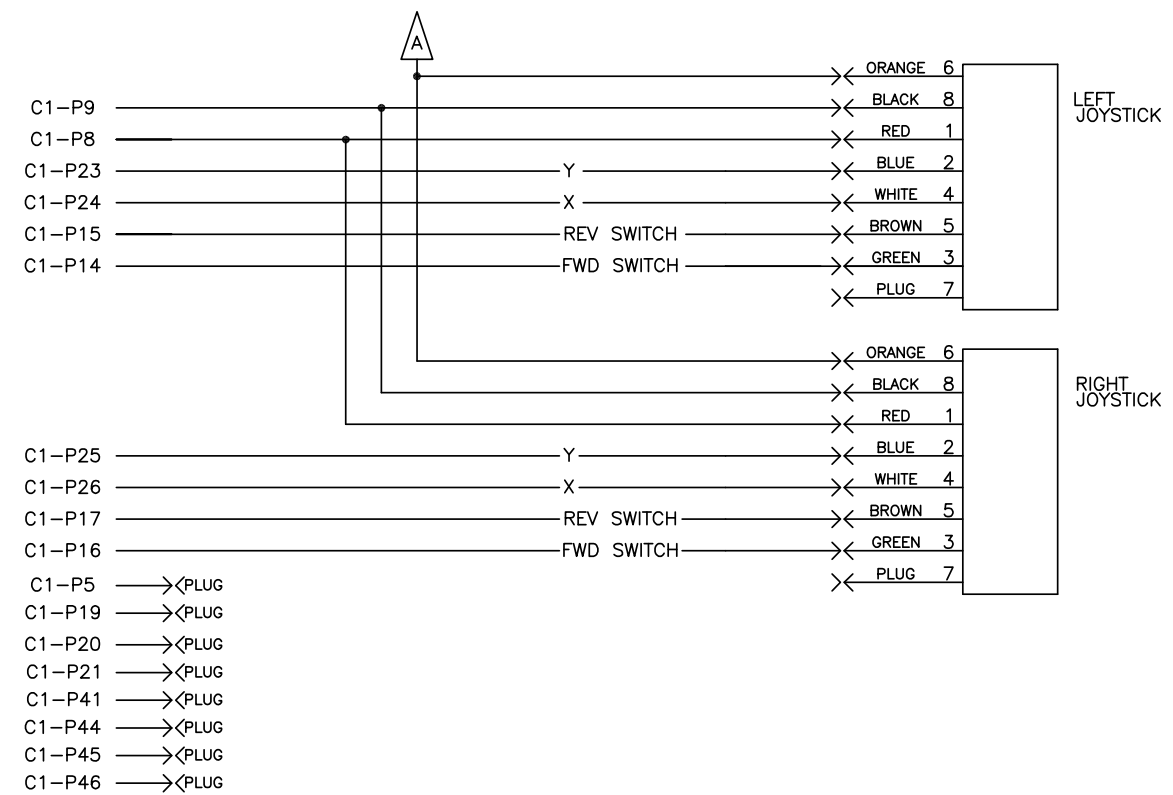 A
ORANGE 6
C1-P9 BLACK 8
LEFT
JOYSTICK
C1-P8 RED 1
C1-P23 Y BLUE 2
C1-P24 X WHITE 4
C1-P15 REV SWITCH BROWN 5
C1-P14 FWD SWITCH GREEN 3
PLUG 7
ORANGE 6
BLACK 8
RIGHT
JOYSTICK
RED 1
C1-P25 Y BLUE 2
C1-P26 X WHITE 4
C1-P17 REV SWITCH BROWN 5
C1-P16 FWD SWITCH GREEN 3
PLUG 7
C1-P5 PLUG
C1-P19 PLUG
C1-P20 PLUG
C1-P21 PLUG
C1-P41 PLUG
C1-P44 PLUG
C1-P45 PLUG
C1-P46 PLUG